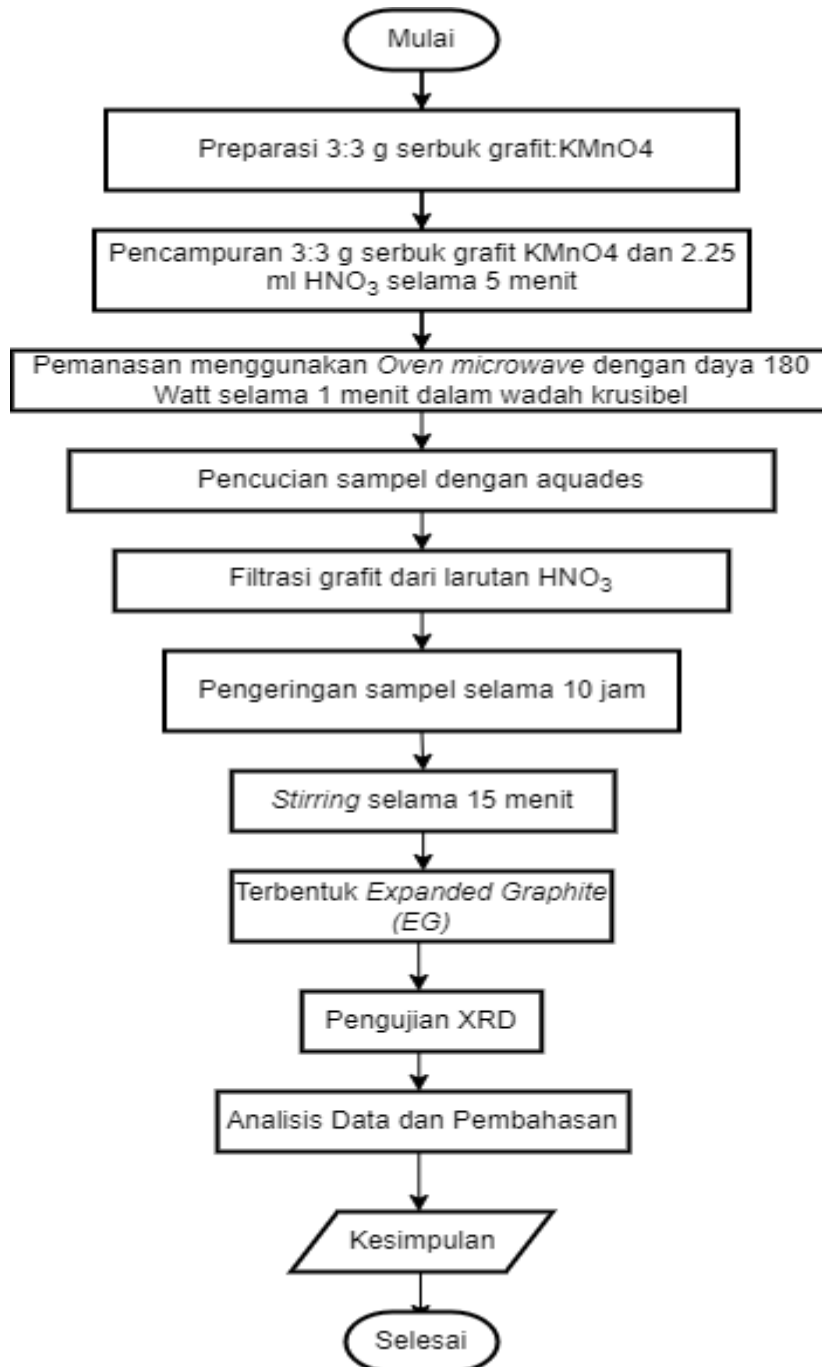 Mulai
Preparasi 3:3 g serbuk grafit:KMnO4
Pencampuran 3:3 g serbuk grafit KMnO4 dan 2.25
ml HNO₃ selama 5 menit
Pemanasan menggunakan Oven microwave dengan daya 180
Watt selama 1 menit dalam wadah krusibel
Pencucian sampel dengan aquades
Filtrasi grafit dari larutan HNO₃
Pengeringan sampel selama 10 jam
Stirring selama 15 menit
Terbentuk Expanded Graphite
(EG)
Pengujian XRD
Analisis Data dan Pembahasan
Kesimpulan
Selesai